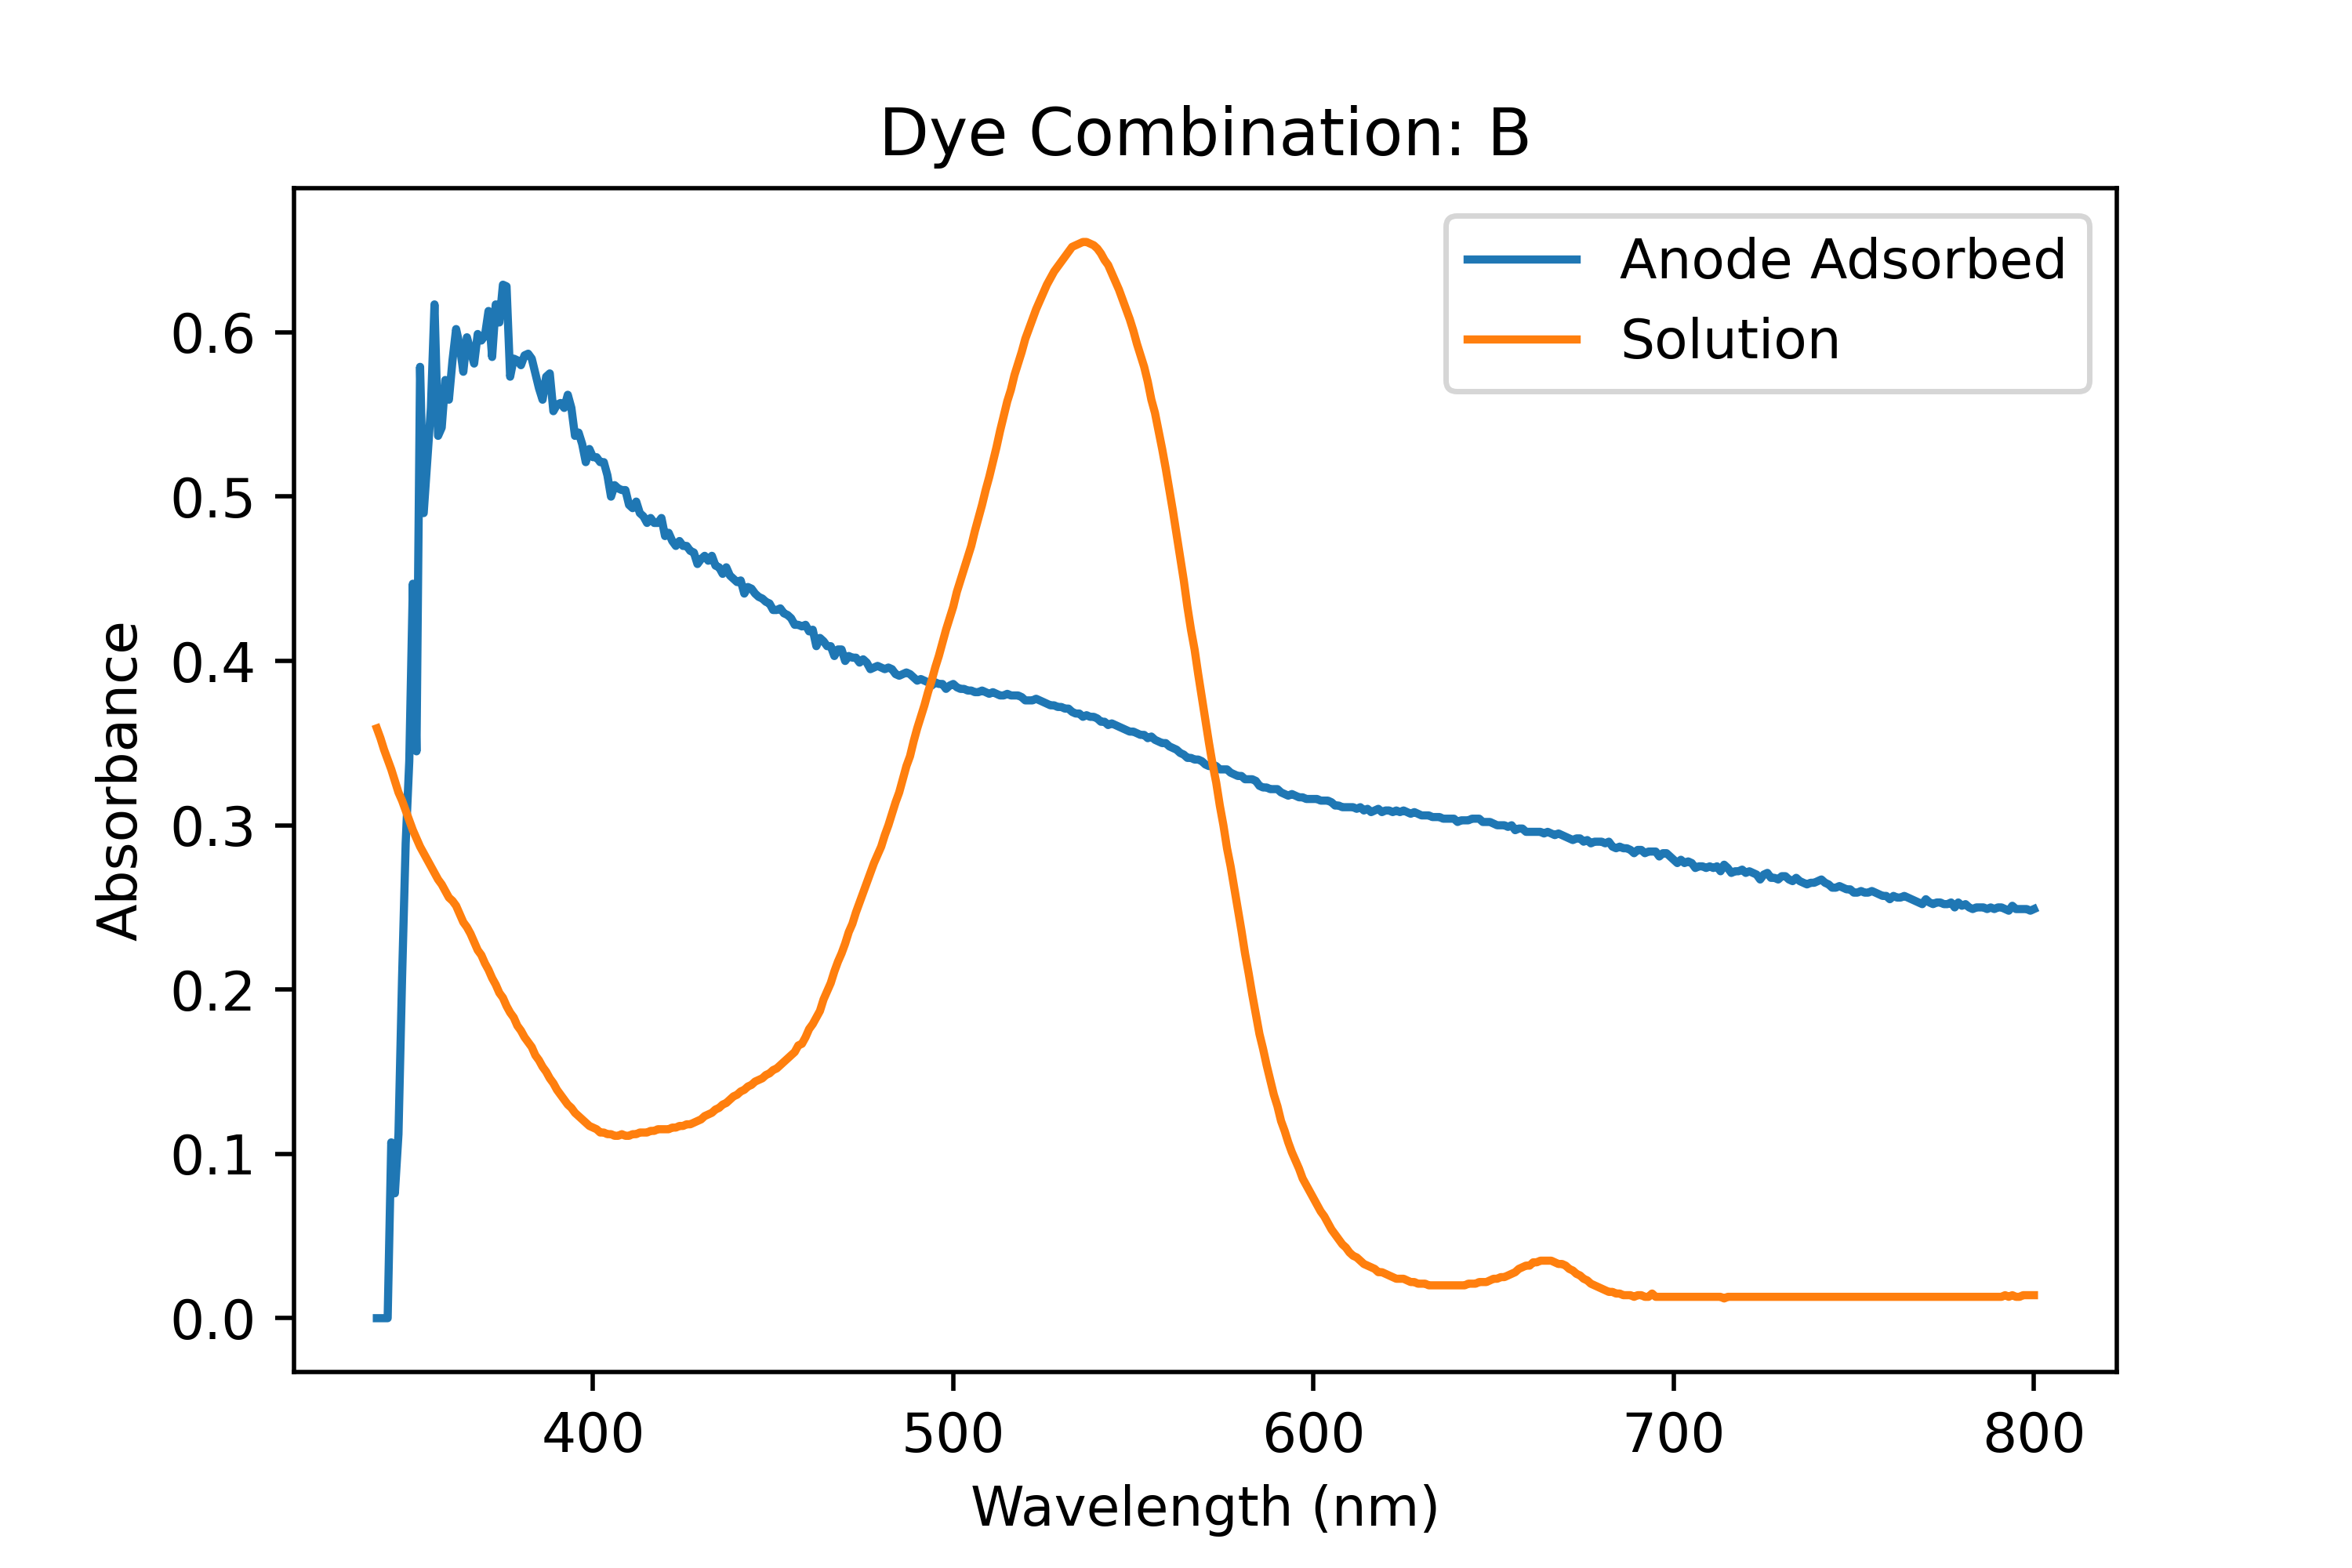 Dye Combination: B
Anode Adsorbed
Solution
Absorbance
0.6
0.5
0.4
0.3
0.2
0.1
0.0
400 500 600 700 800
Wavelength (nm)